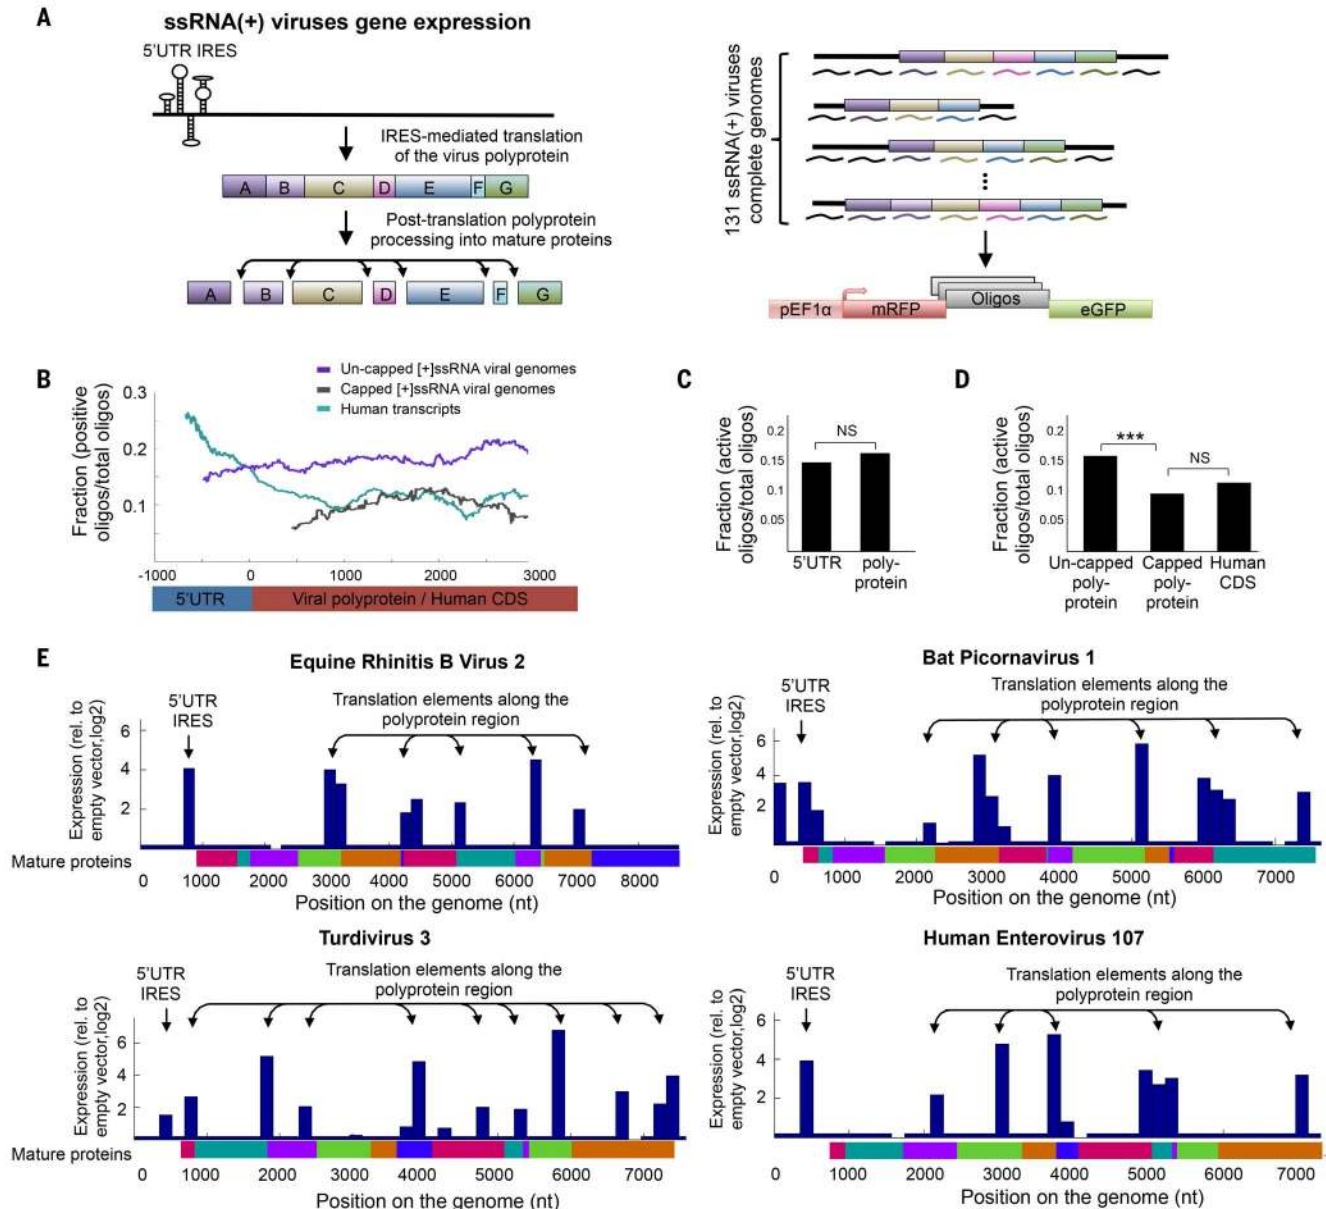 A
ssRNA(+) viruses gene expression
5'UTR IRES
IRES-mediated translation
of the virus polyprotein
A B C D E F G
Post-translation polyprotein
processing into mature proteins
A B C D E F G
131 ssRNA(+) viruses
complete genomes
Oligos
pEF1α mRFP eGFP
B
Un-capped [+]ssRNA viral genomes
Capped [+]ssRNA viral genomes
Human transcripts
Fraction (positive
oligos/total oligos)
0.3
0.2
0.1
-1000 0 1000 2000 3000
5'UTR Viral polyprotein / Human CDS
C
Fraction (active
oligos/total oligos)
0.2
0.15
0.1
0.05
NS
5'UTR poly-
protein
D
Fraction (active
oligos/total oligos)
0.2
0.15
0.1
0.05
***
NS
Un-capped Capped Human
poly- poly- CDS
protein protein
E
Equine Rhinitis B Virus 2
5'UTR
IRES
Translation elements along the
polyprotein region
Expression (rel. to
empty vector,log2)
6
4
2
Mature proteins
0 1000 2000 3000 4000 5000 6000 7000 8000
Position on the genome (nt)
Bat Picornavirus 1
5'UTR
IRES
Translation elements along the
polyprotein region
Expression (rel. to
empty vector,log2)
6
4
2
0 1000 2000 3000 4000 5000 6000 7000
Position on the genome (nt)
Turdivirus 3
5'UTR
IRES
Translation elements along the
polyprotein region
Expression (rel. to
empty vector,log2)
6
4
2
Mature proteins
0 1000 2000 3000 4000 5000 6000 7000
Position on the genome (nt)
Human Enterovirus 107
5'UTR
IRES
Translation elements along the
polyprotein region
Expression (rel. to
empty vector,log2)
6
4
2
0 1000 2000 3000 4000 5000 6000 7000
Position on the genome (nt)